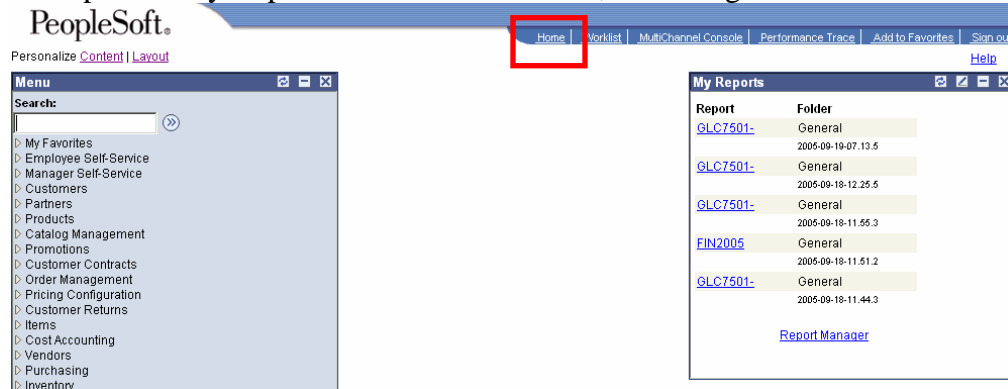 PeopleSoft®
Home | Worklist | MultiChannel Console | Performance Trace | Add to Favorites | Sign ou
Personalize Content | Layout
Help
Menu
Search:
My Favorites
Employee Self-Service
Manager Self-Service
Customers
Partners
Products
Catalog Management
Promotions
Customer Contracts
Order Management
Pricing Configuration
Customer Returns
Items
Cost Accounting
Vendors
Purchasing
Inventory
My Reports
Report Folder
GLC7501- General
2005-09-19-07.13.5
GLC7501- General
2005-09-18-12.25.5
GLC7501- General
2005-09-18-11.55.3
FIN2005 General
2005-09-18-11.51.2
GLC7501- General
2005-09-18-11.44.3
Report Manager